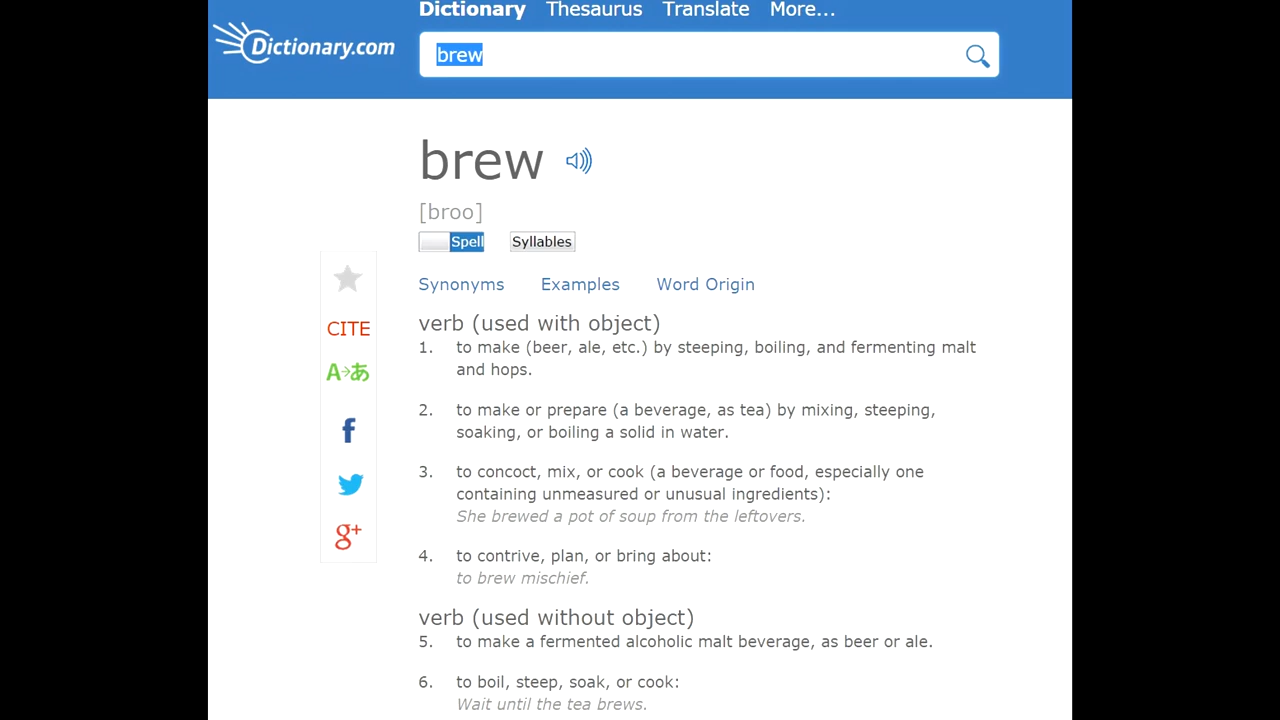 Dictionary Thesaurus Translate More...
Dictionary.com
brew
brew
[broo]
Spell Syllables
Synonyms Examples Word Origin
CITE
A→あ
f
g+
verb (used with object)
1. to make (beer, ale, etc.) by steeping, boiling, and fermenting malt
and hops.
2. to make or prepare (a beverage, as tea) by mixing, steeping,
soaking, or boiling a solid in water.
3. to concoct, mix, or cook (a beverage or food, especially one
containing unmeasured or unusual ingredients):
She brewed a pot of soup from the leftovers.
4. to contrive, plan, or bring about:
to brew mischief.
verb (used without object)
5. to make a fermented alcoholic malt beverage, as beer or ale.
6. to boil, steep, soak, or cook:
Wait until the tea brews.